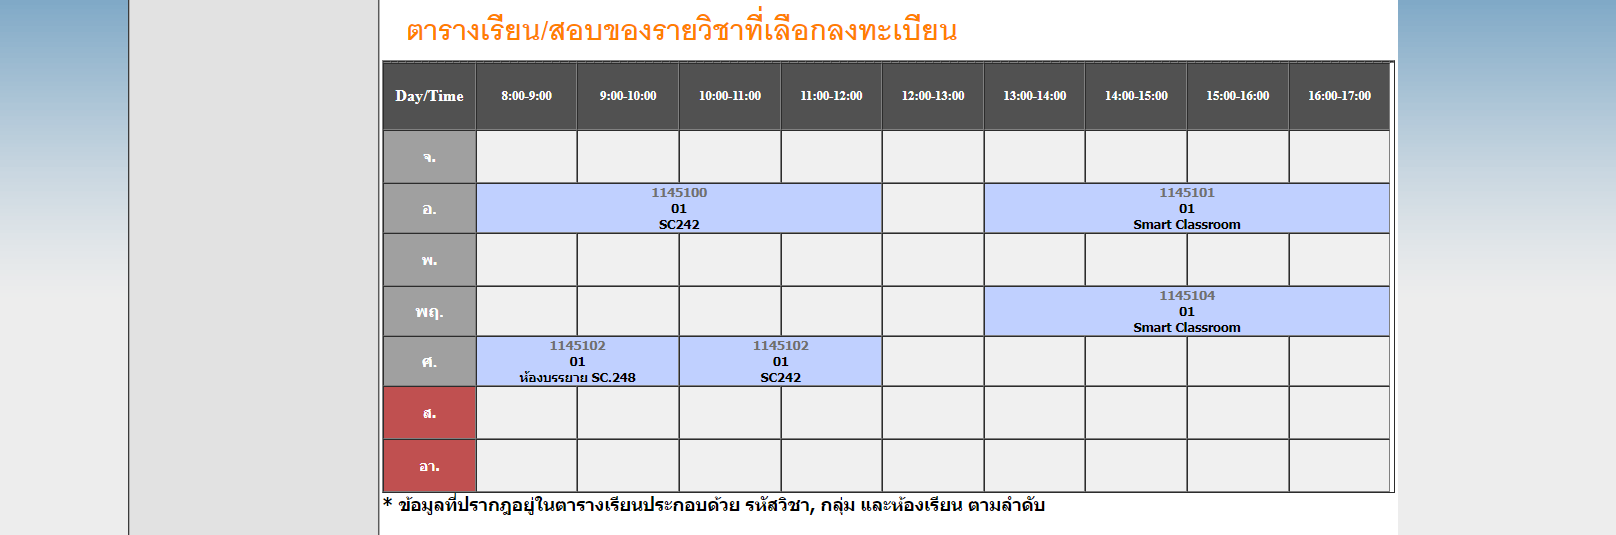 ตารางเรียน/สอบของรายวิชาที่เลือกลงทะเบียน
Day/Time 8:00-9:00 9:00-10:00 10:00-11:00 11:00-12:00 12:00-13:00 13:00-14:00 14:00-15:00 15:00-16:00 16:00-17:00
จ.
อ.
1145100
01
SC242
1145101
01
Smart Classroom
พ.
พฤ.
1145104
01
Smart Classroom
ศ.
1145102
01
ห้องบรรยาย SC.248
1145102
01
SC242
ส.
อา.
* ข้อมูลที่ปรากฎอยู่ในตารางเรียนประกอบด้วย รหัสวิชา, กลุ่ม และห้องเรียน ตามลำดับ